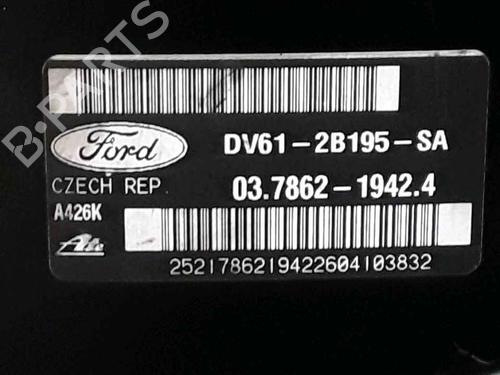 B-PARTS
Ford
DV61-2B195-SA
CZECH REP.
03.7862-1942.4
A426K
Ate
2521786219422604103832